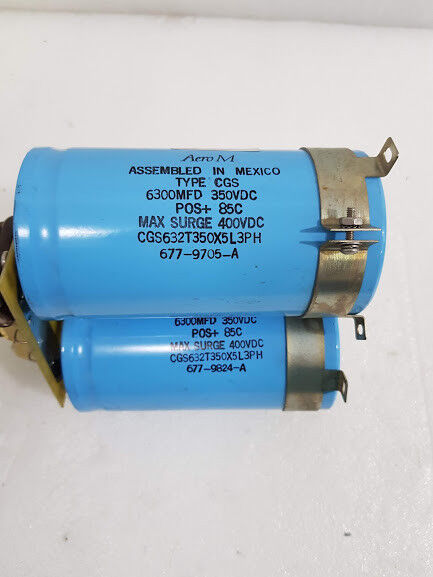 Aero M
ASSEMBLED IN MEXICO
TYPE CGS
6300MFD 350VDC
POS+ 85C
MAX SURGE 400VDC
CGS632T350X5L3PH
677-9705-A
6300MFD 350VDC
POS+ 85C
MAX SURGE 400VDC
CGS632T350X5L3PH
677-9824-A